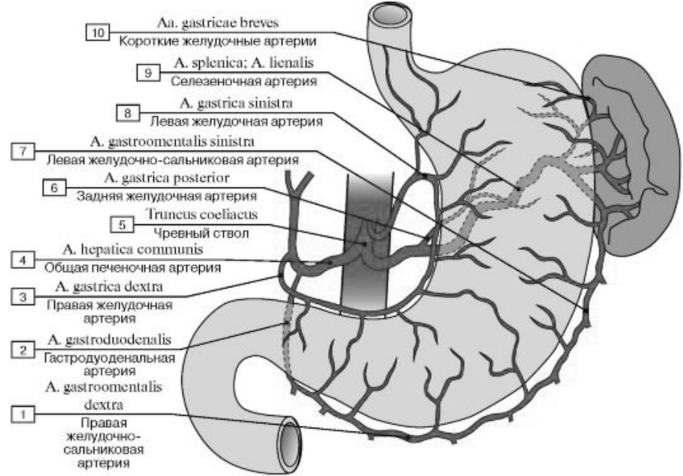 10
Aa. gastricae breves
Короткие желудочные артерии
9
A. splenica; A. lienalis
Селезеночная артерия
8
A. gastrica sinistra
Левая желудочная артерия
7
A. gastroomentalis sinistra
Левая желудочно-сальниковая артерия
6
A. gastrica posterior
Задняя желудочная артерия
5
Truncus coeliacus
Чревный ствол
4
A. hepatica communis
Общая печеночная артерия
3
A. gastrica dextra
Правая желудочная
артерия
2
A. gastroduodenalis
Гастродуоденальная
артерия
1
A. gastroomentalis
dextra
Правая
желудочно-
сальниковая
артерия